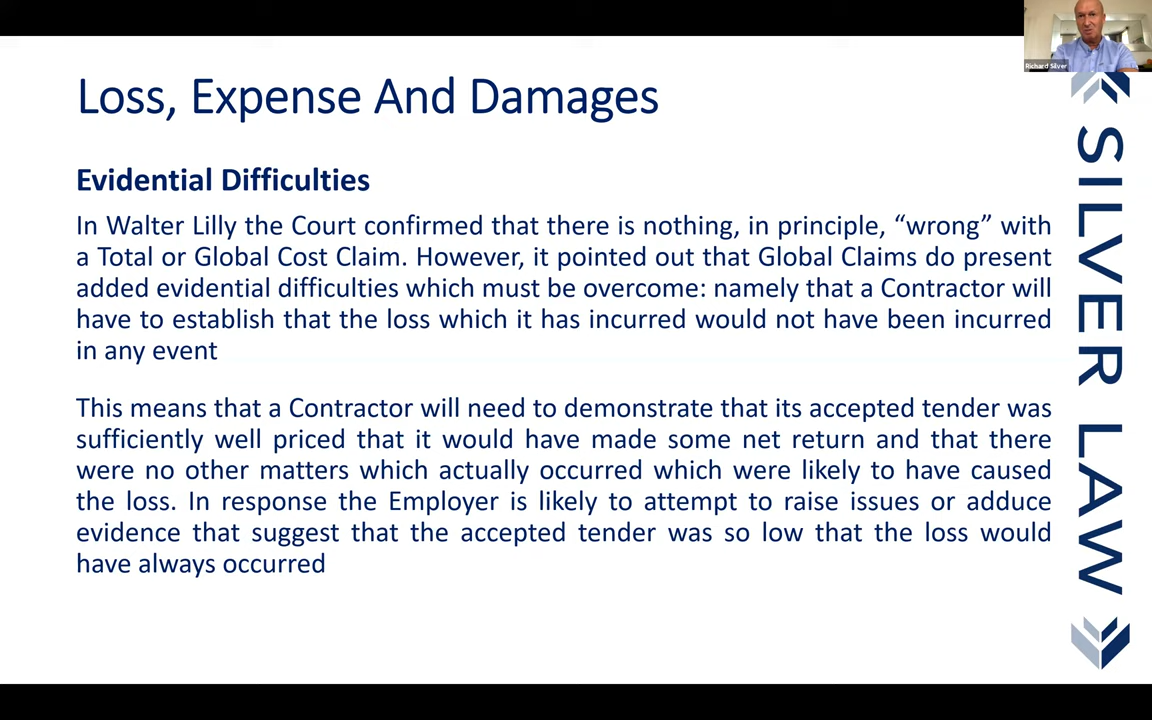 Richard Silver
Loss, Expense And Damages
Evidential Difficulties
In Walter Lilly the Court confirmed that there is nothing, in principle, “wrong” with
a Total or Global Cost Claim. However, it pointed out that Global Claims do present
added evidential difficulties which must be overcome: namely that a Contractor will
have to establish that the loss which it has incurred would not have been incurred
in any event
This means that a Contractor will need to demonstrate that its accepted tender was
sufficiently well priced that it would have made some net return and that there
were no other matters which actually occurred which were likely to have caused
the loss. In response the Employer is likely to attempt to raise issues or adduce
evidence that suggest that the accepted tender was so low that the loss would
have always occurred
SILVER LAW